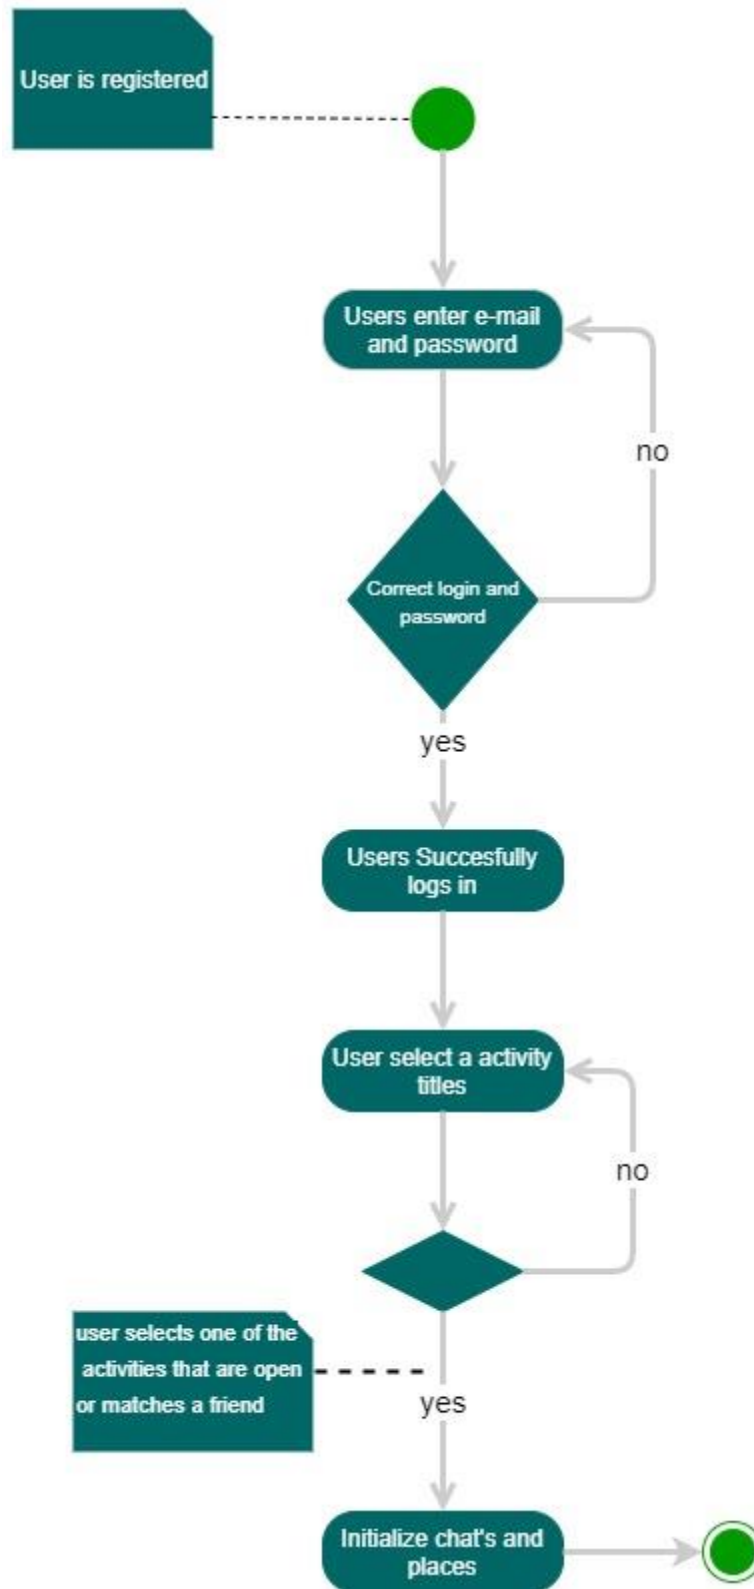 User is registered
Users enter e-mail
and password
no
Correct login and
password
yes
Users Succesfully
logs in
User select a activity
titles
no
user selects one of the
activities that are open
or matches a friend
yes
Initialize chat's and
places